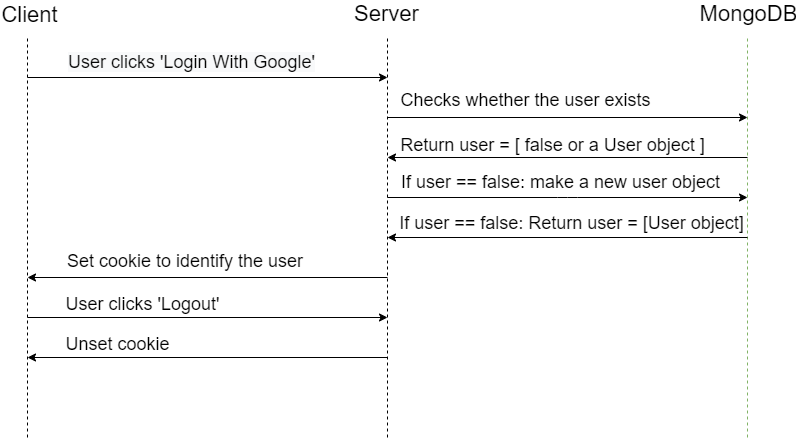 Client
Server
MongoDB
User clicks 'Login With Google'
Checks whether the user exists
Return user = [ false or a User object ]
If user == false: make a new user object
If user == false: Return user = [User object]
Set cookie to identify the user
User clicks 'Logout'
Unset cookie